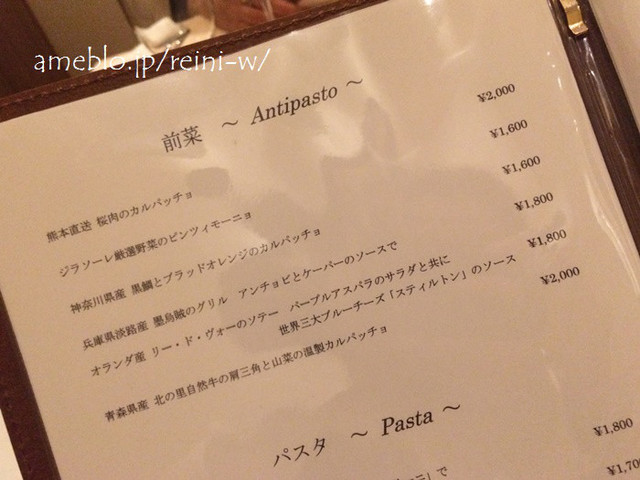 ameblo.jp/reini-w/
前菜 ～ Antipasto ～
熊本直送 桜肉のカルパッチョ ¥2,000
ジラソーレ厳選野菜のピンツィモーニョ ¥1,600
神奈川県産 黒鯛とブラッドオレンジのカルパッチョ ¥1,600
兵庫県淡路産 墨烏賊のグリル アンチョビとケーパーのソースで ¥1,800
オランダ産 リー・ド・ヴォーのソテー パープルアスパラのサラダと共に ¥1,800
世界三大ブルーチーズ「スティルトン」のソース
青森県産 北の里自然牛の肩三角と山菜の温製カルパッチョ ¥2,000
パスタ ～ Pasta ～
¥1,800
」で ¥1,70